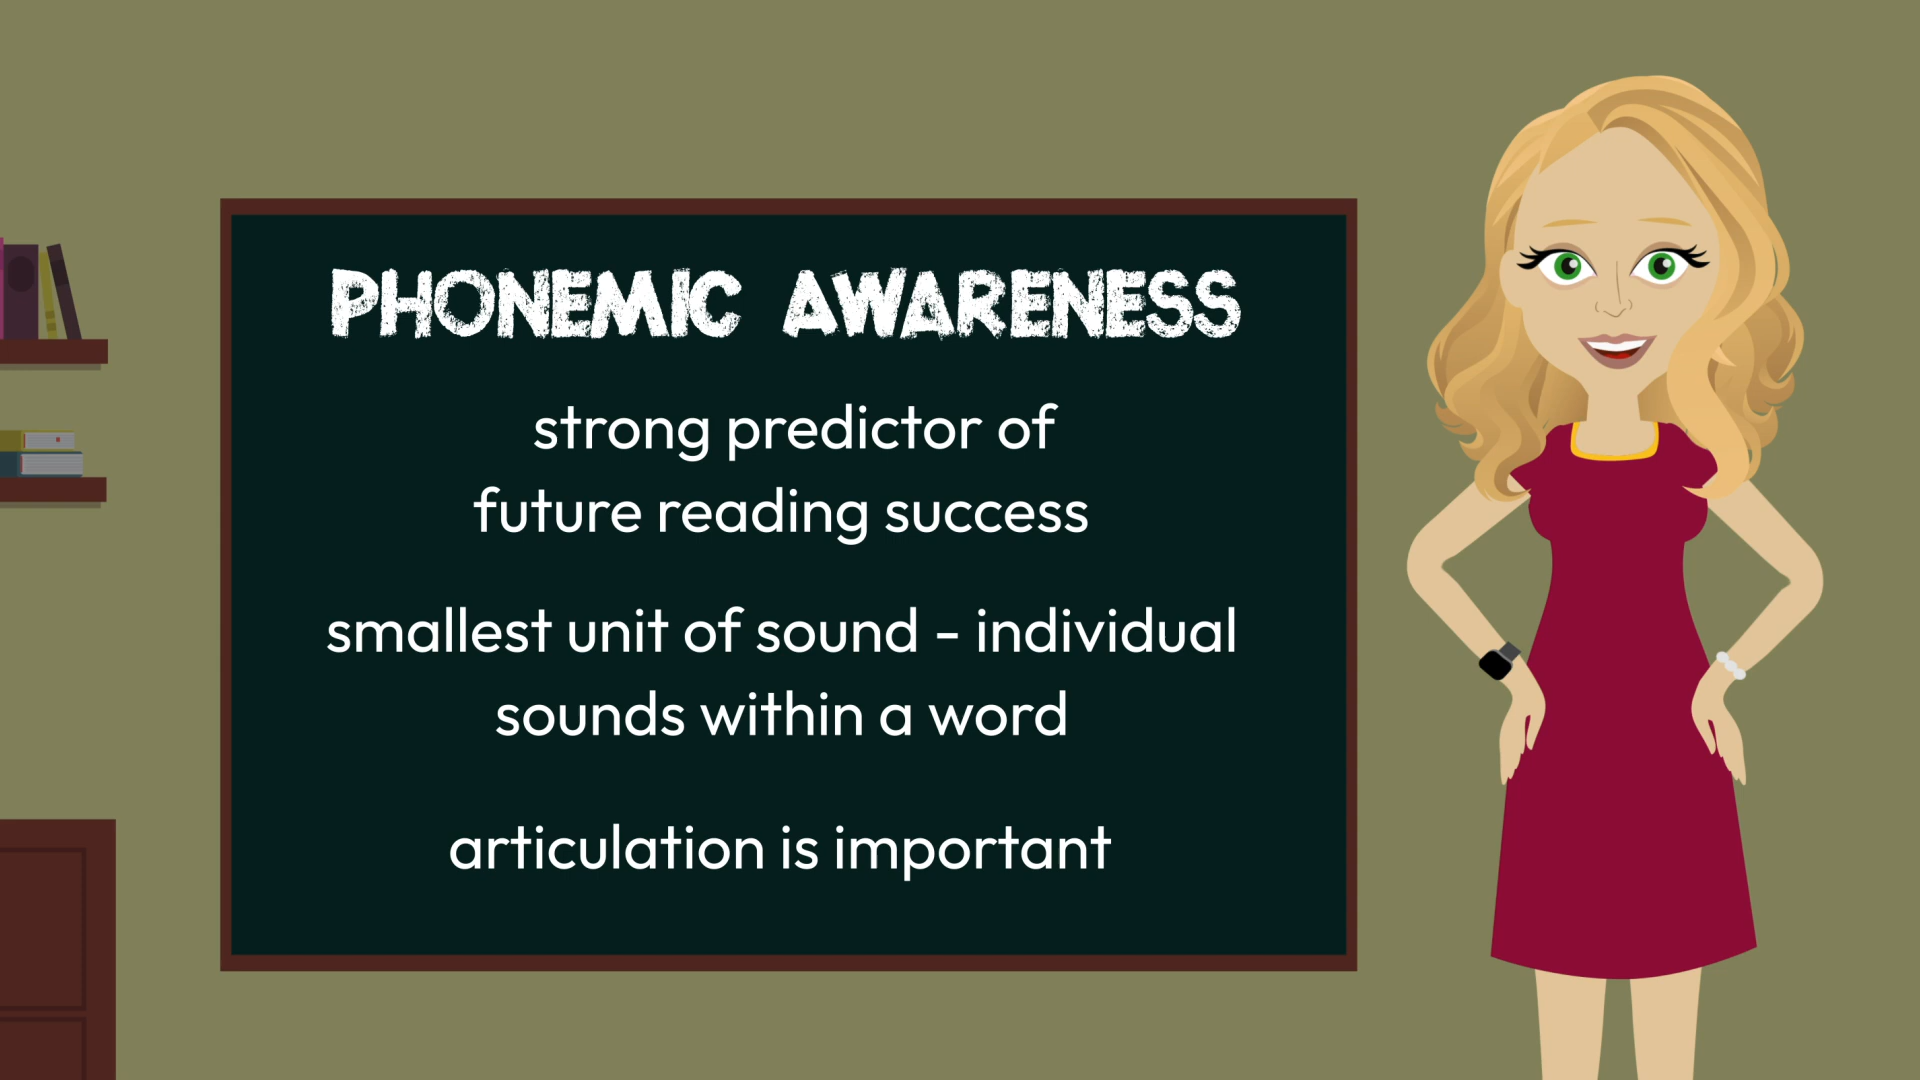 PHONEMIC AWARENESS
strong predictor of
future reading success
smallest unit of sound - individual
sounds within a word
articulation is important